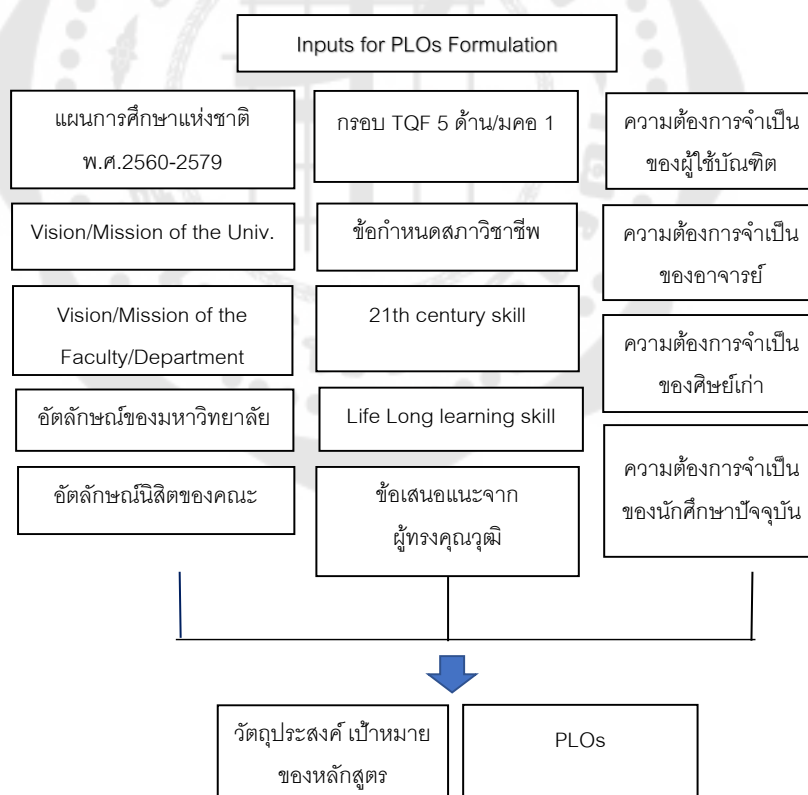 Inputs for PLOs Formulation
แผนการศึกษาแห่งชาติ
พ.ศ.2560-2579
Vision/Mission of the Univ.
Vision/Mission of the
Faculty/Department
อัตลักษณ์ของมหาวิทยาลัย
อัตลักษณ์นิสิตของคณะ
กรอบ TQF 5 ด้าน/มคอ 1
ข้อกำหนดสภาวิชาชีพ
21th century skill
Life Long learning skill
ข้อเสนอแนะจาก
ผู้ทรงคุณวุฒิ
ความต้องการจำเป็น
ของผู้ใช้บัณฑิต
ความต้องการจำเป็น
ของอาจารย์
ความต้องการจำเป็น
ของศิษย์เก่า
ความต้องการจำเป็น
ของนักศึกษาปัจจุบัน
วัตถุประสงค์ เป้าหมาย
ของหลักสูตร
PLOs